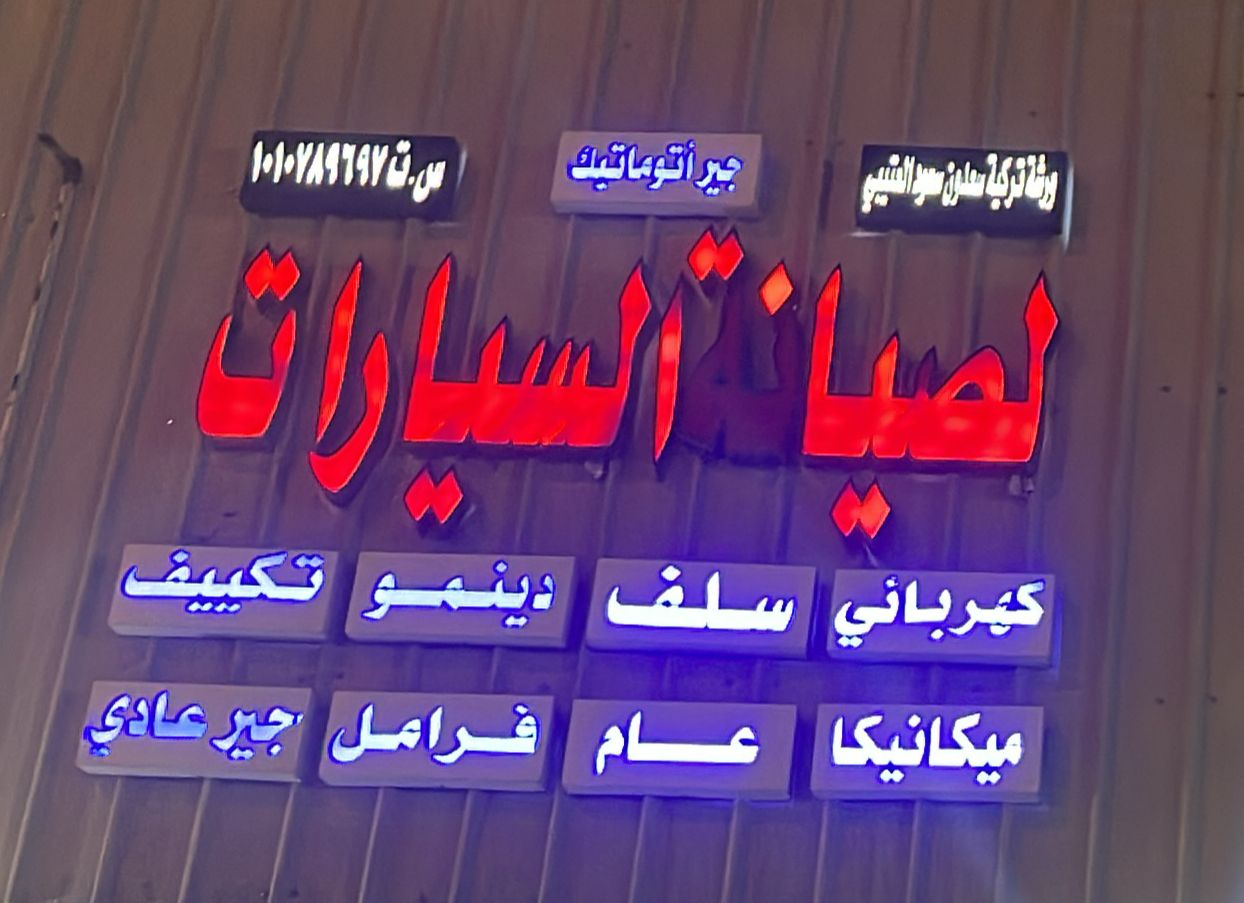 ورشة تركية سعدون سعود العتيبي
جير أتوماتيك
س.ت ١٠١٠٧٨٩٦٩٧
لصيانة السيارات
كهربائي سلف دينمو تكييف
ميكانيكا عام فرامل جير عادي